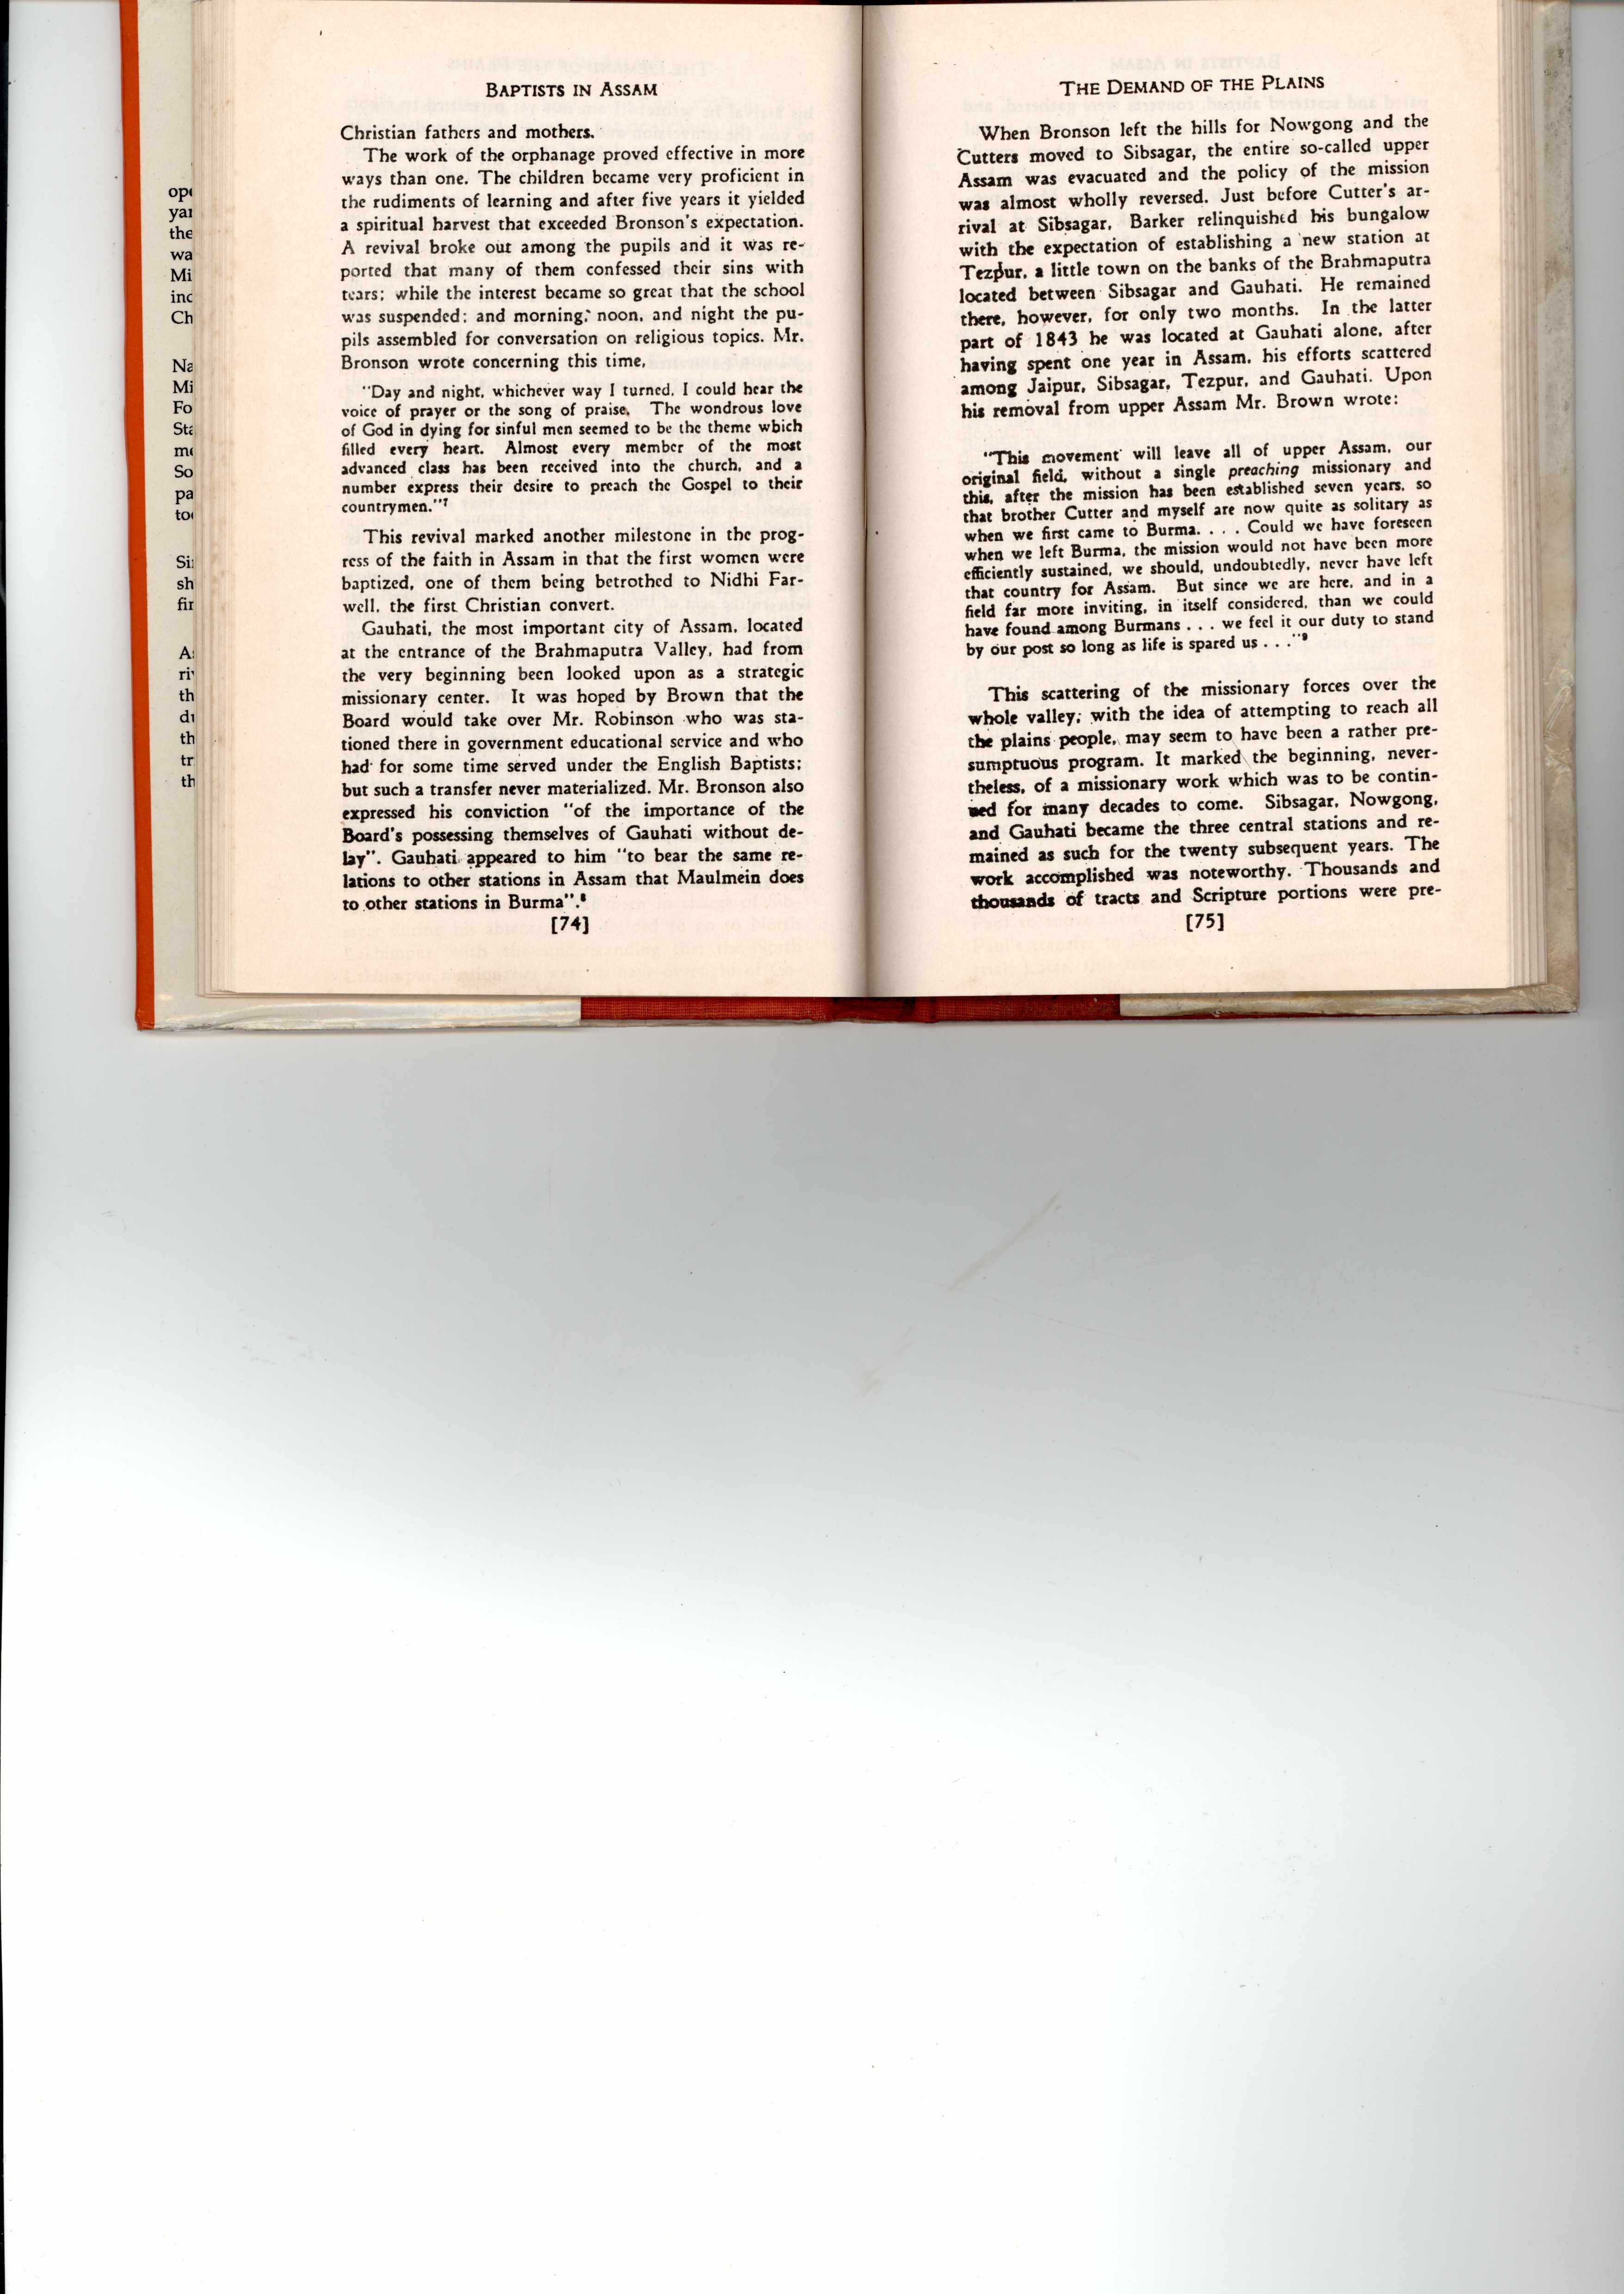 BAPTISTS IN ASSAM
Christian fathers and mothers.
The work of the orphanage proved effective in more
ways than one. The children became very proficient in
the rudiments of learning and after five years it yielded
a spiritual harvest that exceeded Bronson's expectation.
A revival broke out among the pupils and it was re-
ported that many of them confessed their sins with
tears; while the interest became so great that the school
was suspended; and morning, noon, and night the pu-
pils assembled for conversation on religious topics. Mr.
Bronson wrote concerning this time,
"Day and night, whichever way I turned, I could hear the
voice of prayer or the song of praise. The wondrous love
of God in dying for sinful men seemed to be the theme which
filled every heart. Almost every member of the most
advanced class has been received into the church, and a
number express their desire to preach the Gospel to their
countrymen."⁷
This revival marked another milestone in the prog-
ress of the faith in Assam in that the first women were
baptized, one of them being betrothed to Nidhi Far-
well, the first Christian convert.
Gauhati, the most important city of Assam, located
at the entrance of the Brahmaputra Valley, had from
the very beginning been looked upon as a strategic
missionary center. It was hoped by Brown that the
Board would take over Mr. Robinson who was sta-
tioned there in government educational service and who
had for some time served under the English Baptists;
but such a transfer never materialized. Mr. Bronson also
expressed his conviction "of the importance of the
Board's possessing themselves of Gauhati without de-
lay". Gauhati appeared to him "to bear the same re-
lations to other stations in Assam that Maulmein does
to other stations in Burma".⁸
[74]
THE DEMAND OF THE PLAINS
When Bronson left the hills for Nowgong and the
Cutters moved to Sibsagar, the entire so-called upper
Assam was evacuated and the policy of the mission
was almost wholly reversed. Just before Cutter's ar-
rival at Sibsagar, Barker relinquished his bungalow
with the expectation of establishing a new station at
Tezpur, a little town on the banks of the Brahmaputra
located between Sibsagar and Gauhati. He remained
there, however, for only two months. In the latter
part of 1843 he was located at Gauhati alone, after
having spent one year in Assam, his efforts scattered
among Jaipur, Sibsagar, Tezpur, and Gauhati. Upon
his removal from upper Assam Mr. Brown wrote:
"This movement will leave all of upper Assam, our
original field, without a single preaching missionary and
this, after the mission has been established seven years, so
that brother Cutter and myself are now quite as solitary as
when we first came to Burma. . . . Could we have foreseen
when we left Burma, the mission would not have been more
efficiently sustained, we should, undoubtedly, never have left
that country for Assam. But since we are here, and in a
field far more inviting, in itself considered, than we could
have found among Burmans . . . we feel it our duty to stand
by our post so long as life is spared us . . ."⁹
This scattering of the missionary forces over the
whole valley; with the idea of attempting to reach all
the plains people, may seem to have been a rather pre-
sumptuous program. It marked the beginning, never-
theless, of a missionary work which was to be contin-
ued for many decades to come. Sibsagar, Nowgong,
and Gauhati became the three central stations and re-
mained as such for the twenty subsequent years. The
work accomplished was noteworthy. Thousands and
thousands of tracts and Scripture portions were pre-
[75]